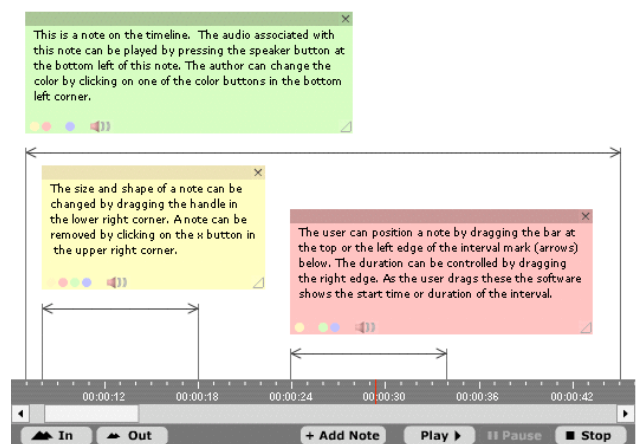 This is a note on the timeline. The audio associated with
this note can be played by pressing the speaker button at
the bottom left of this note. The author can change the
color by clicking on one of the color buttons in the bottom
left corner.
The size and shape of a note can be
changed by dragging the handle in
the lower right corner. A note can be
removed by clicking on the x button in
the upper right corner.
The user can position a note by dragging the bar at
the top or the left edge of the interval mark (arrows)
below. The duration can be controlled by dragging
the right edge. As the user drags these the software
shows the start time or duration of the interval.
00:00:12 00:00:18 00:00:24 00:00:30 00:00:36 00:00:42
In Out + Add Note Play Pause Stop